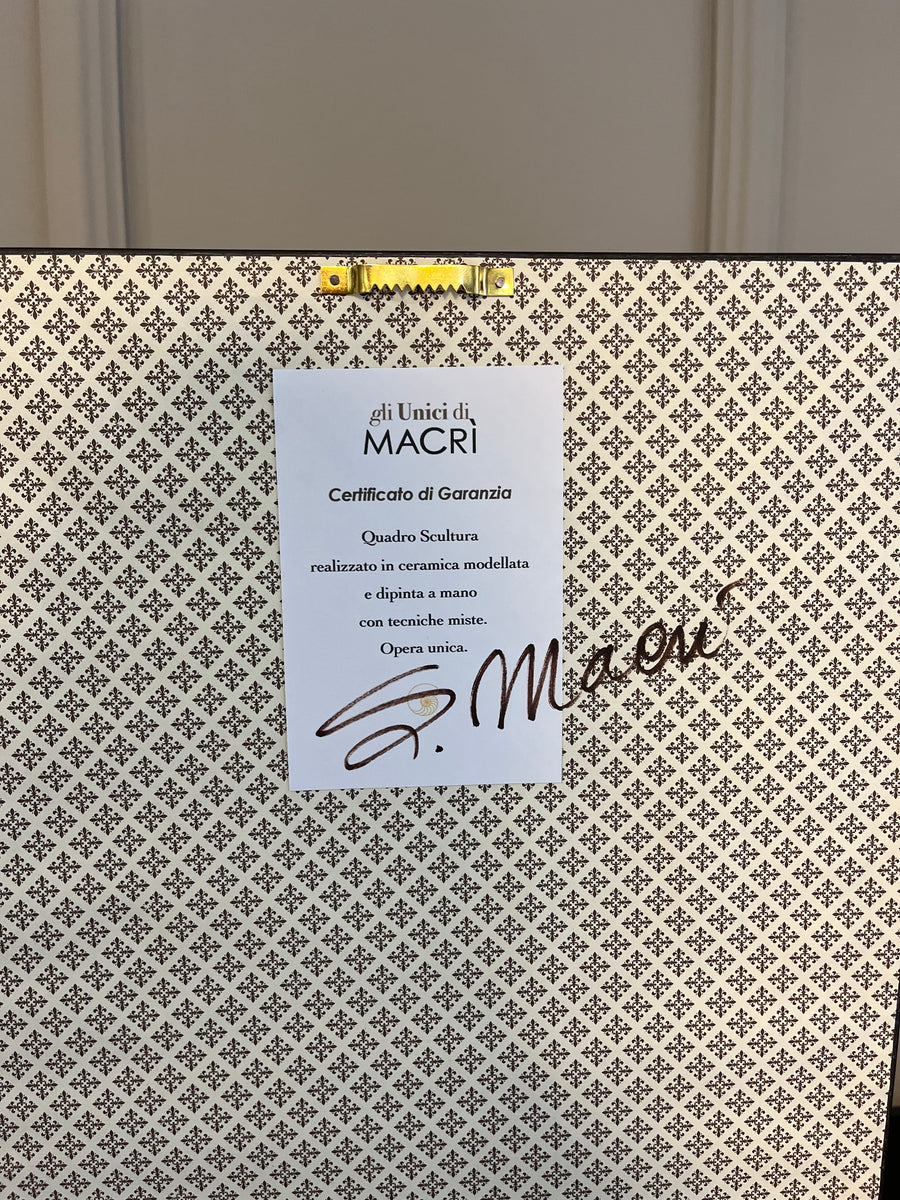 gli Unici di
MACRÌ
Certificato di Garanzia
Quadro Scultura
realizzato in ceramica modellata
e dipinta a mano
con tecniche miste.
Opera unica.
S. Macrì